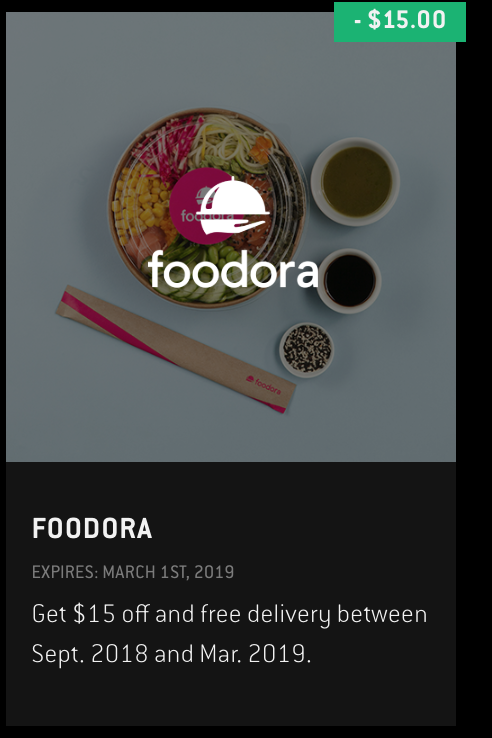 - $15.00
foodora
foodora
foodora
FOODORA
EXPIRES: MARCH 1ST, 2019
Get $15 off and free delivery between
Sept. 2018 and Mar. 2019.